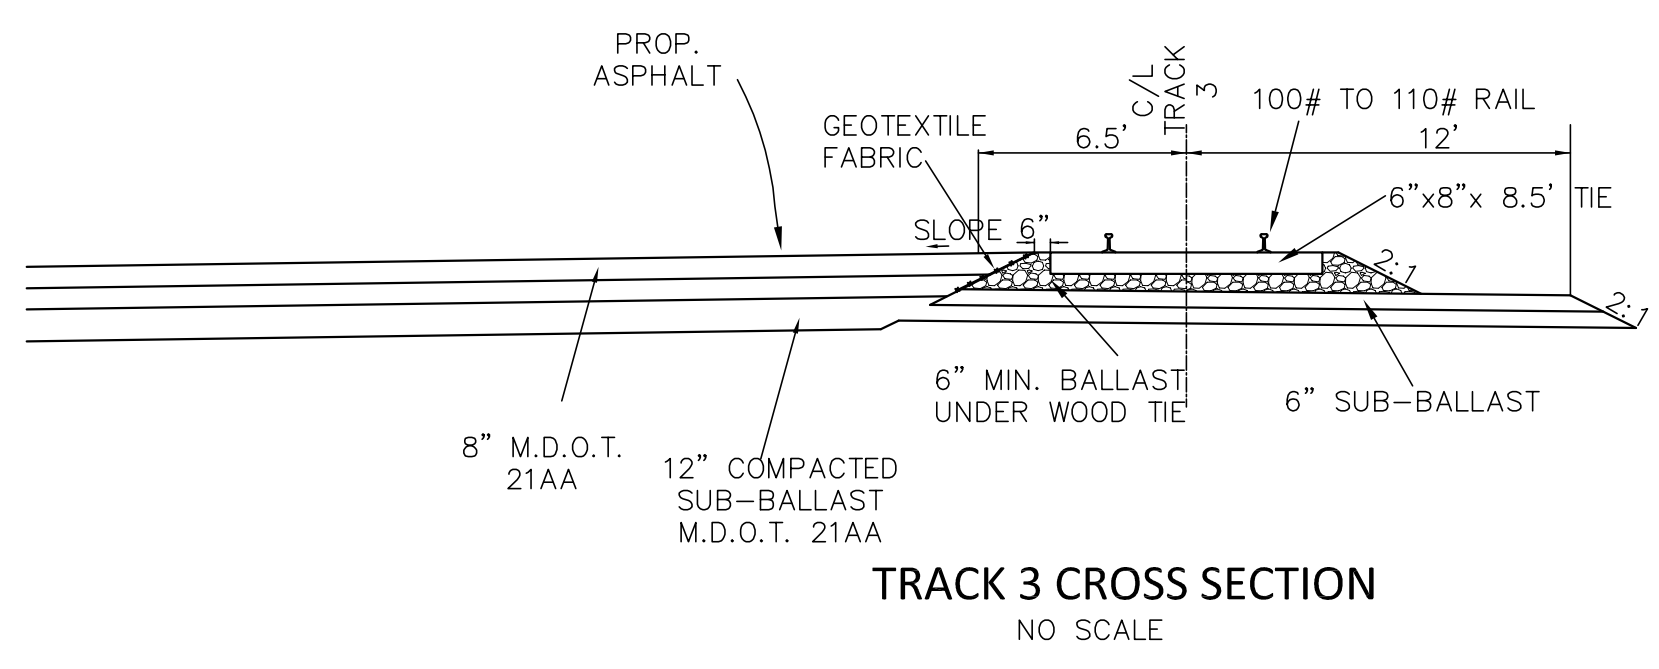 PROP.
ASPHALT
GEOTEXTILE
FABRIC
SLOPE
6”
6.5’
C/L
TRACK
3
100# TO 110# RAIL
12’
6”x8”x 8.5’ TIE
2:1
2:1
6” MIN. BALLAST
UNDER WOOD TIE
6” SUB-BALLAST
8” M.D.O.T.
21AA
12” COMPACTED
SUB-BALLAST
M.D.O.T. 21AA
TRACK 3 CROSS SECTION
NO SCALE